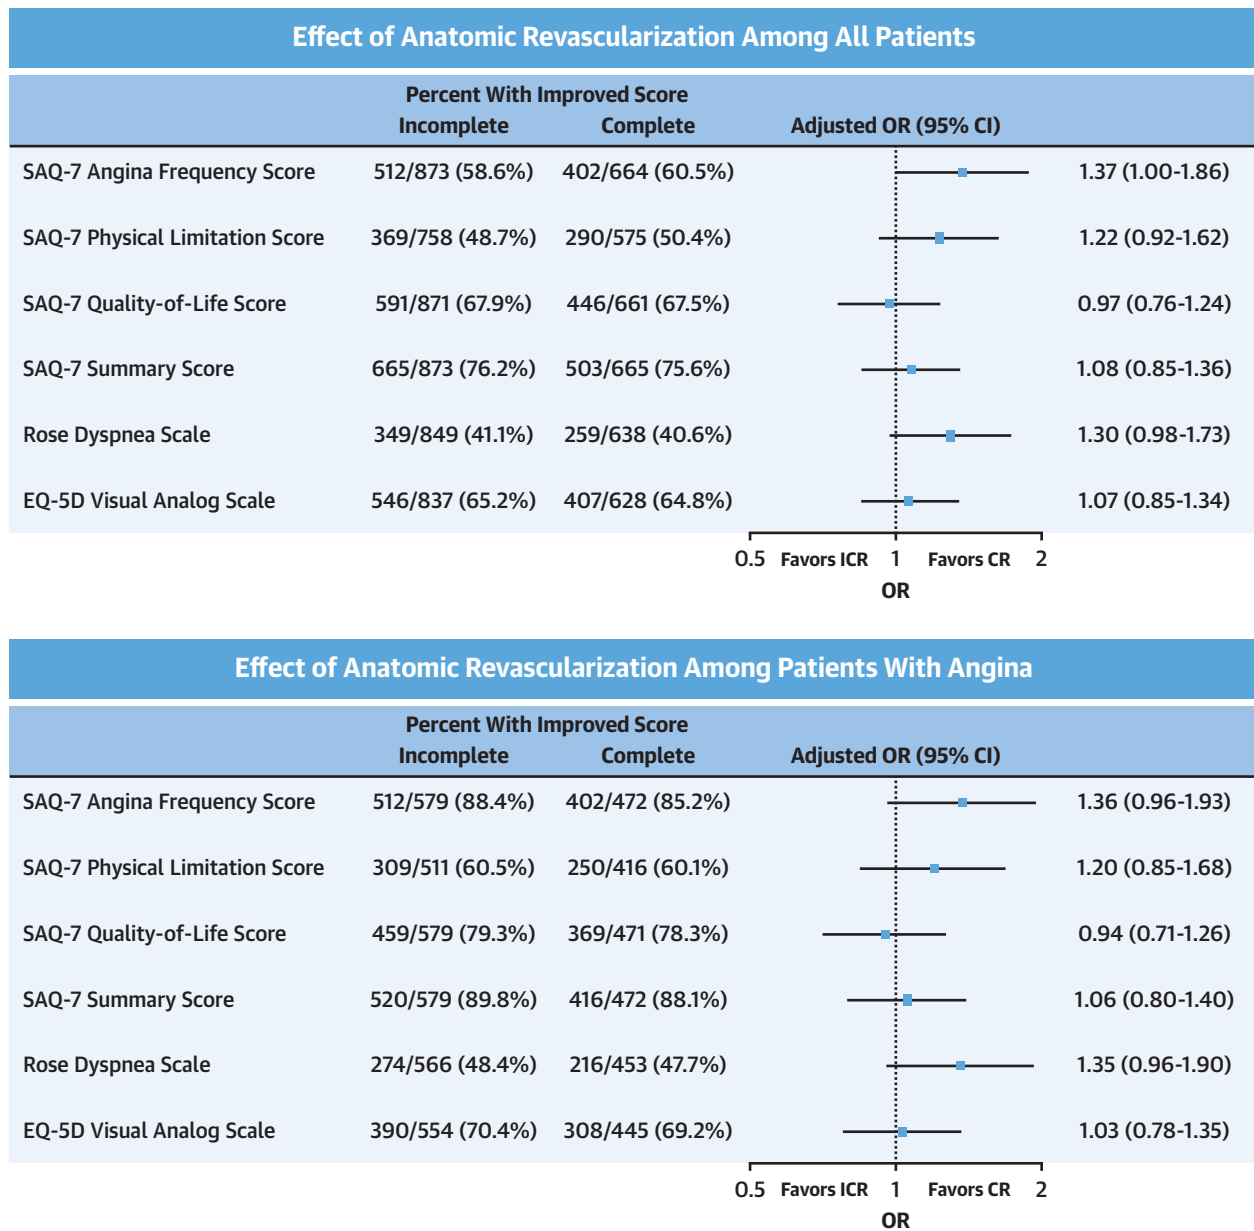 Effect of Anatomic Revascularization Among All Patients
Percent With Improved Score
Incomplete Complete Adjusted OR (95% CI)
SAQ-7 Angina Frequency Score 512/873 (58.6%) 402/664 (60.5%) 1.37 (1.00-1.86)
SAQ-7 Physical Limitation Score 369/758 (48.7%) 290/575 (50.4%) 1.22 (0.92-1.62)
SAQ-7 Quality-of-Life Score 591/871 (67.9%) 446/661 (67.5%) 0.97 (0.76-1.24)
SAQ-7 Summary Score 665/873 (76.2%) 503/665 (75.6%) 1.08 (0.85-1.36)
Rose Dyspnea Scale 349/849 (41.1%) 259/638 (40.6%) 1.30 (0.98-1.73)
EQ-5D Visual Analog Scale 546/837 (65.2%) 407/628 (64.8%) 1.07 (0.85-1.34)
0.5 Favors ICR 1 Favors CR 2
OR
Effect of Anatomic Revascularization Among Patients With Angina
Percent With Improved Score
Incomplete Complete Adjusted OR (95% CI)
SAQ-7 Angina Frequency Score 512/579 (88.4%) 402/472 (85.2%) 1.36 (0.96-1.93)
SAQ-7 Physical Limitation Score 309/511 (60.5%) 250/416 (60.1%) 1.20 (0.85-1.68)
SAQ-7 Quality-of-Life Score 459/579 (79.3%) 369/471 (78.3%) 0.94 (0.71-1.26)
SAQ-7 Summary Score 520/579 (89.8%) 416/472 (88.1%) 1.06 (0.80-1.40)
Rose Dyspnea Scale 274/566 (48.4%) 216/453 (47.7%) 1.35 (0.96-1.90)
EQ-5D Visual Analog Scale 390/554 (70.4%) 308/445 (69.2%) 1.03 (0.78-1.35)
0.5 Favors ICR 1 Favors CR 2
OR